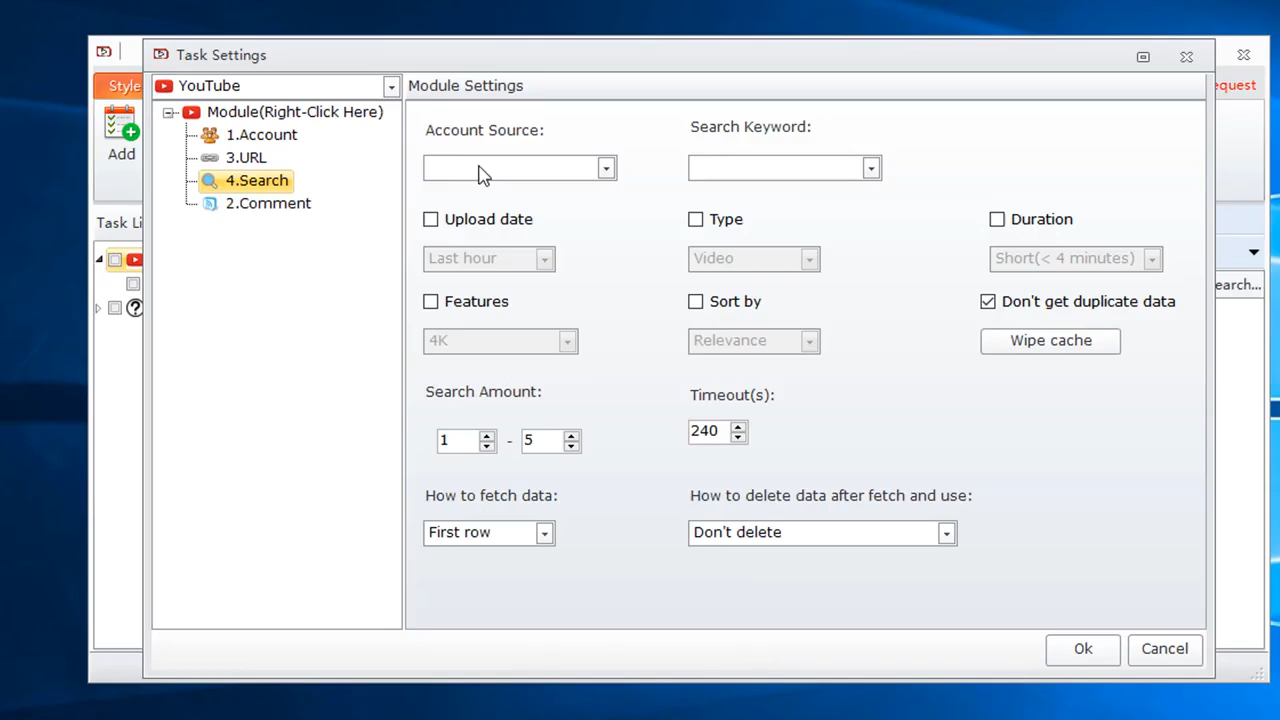 Task Settings
Style
equest
YouTube
Module Settings
Module(Right-Click Here)
1.Account
3.URL
4.Search
2.Comment
Add
Task Li
earch...
Account Source:
Search Keyword:
Upload date
Type
Duration
Last hour
Video
Short(< 4 minutes)
Features
Sort by
Don't get duplicate data
4K
Relevance
Wipe cache
Search Amount:
Timeout(s):
1 - 5
240
How to fetch data:
How to delete data after fetch and use:
First row
Don't delete
Ok
Cancel